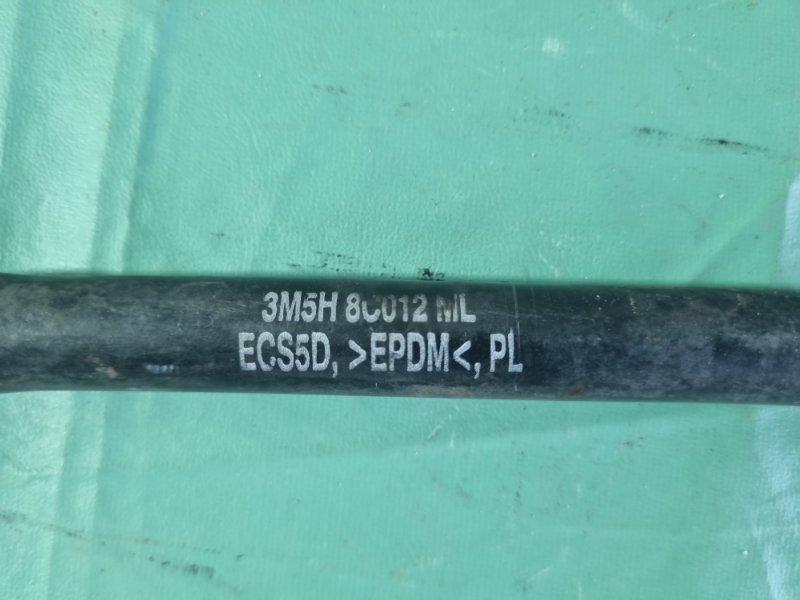 3M5H 8C012 ML
ECS5D, >EPDM<, PL